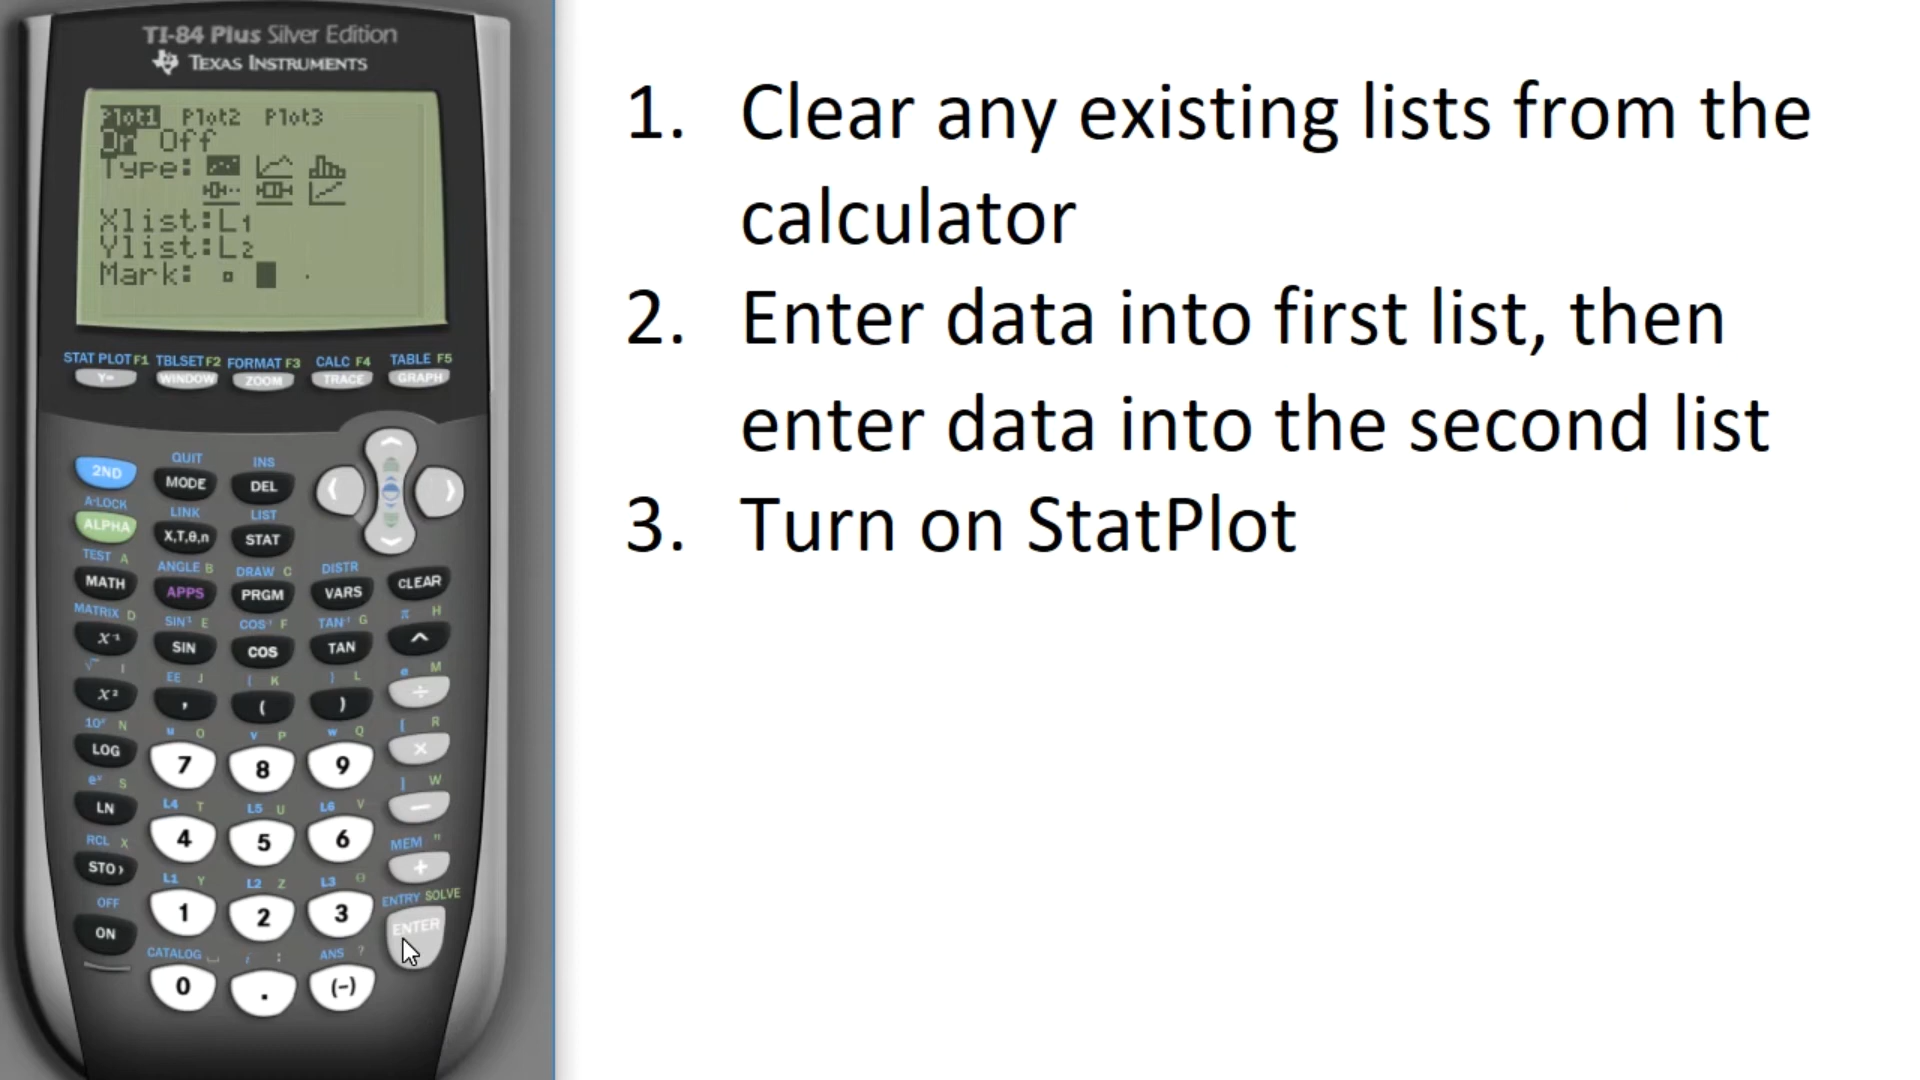 TI-84 Plus Silver Edition
TEXAS INSTRUMENTS
Plot1 Plot2 Plot3
On Off
Type:
Xlist:L1
Ylist:L2
Mark:
STAT PLOT F1 TBLSET F2 FORMAT F3 CALC F4 TABLE F5
Y= WINDOW ZOOM TRACE GRAPH
QUIT INS
2ND MODE DEL
A-LOCK LINK LIST
ALPHA X,T,θ,n STAT
TEST A ANGLE B DRAW C DISTR
MATH APPS PRGM VARS CLEAR
MATRIX D SIN⁻¹ E COS⁻¹ F TAN⁻¹ G π H
X⁻¹ SIN COS TAN ^
√ I EE J { K } L e M
X² , ( ) ÷
10ˣ N u O v P w Q [ R
LOG 7 8 9 ×
eˣ S L4 T L5 U L6 V ] W
LN 4 5 6 −
RCL X L1 Y L2 Z L3 θ MEM "
STO› 1 2 3 +
OFF CATALOG i : ANS ? ENTRY SOLVE
ON 0 . (−) ENTER
1. Clear any existing lists from the
calculator
2. Enter data into first list, then
enter data into the second list
3. Turn on StatPlot